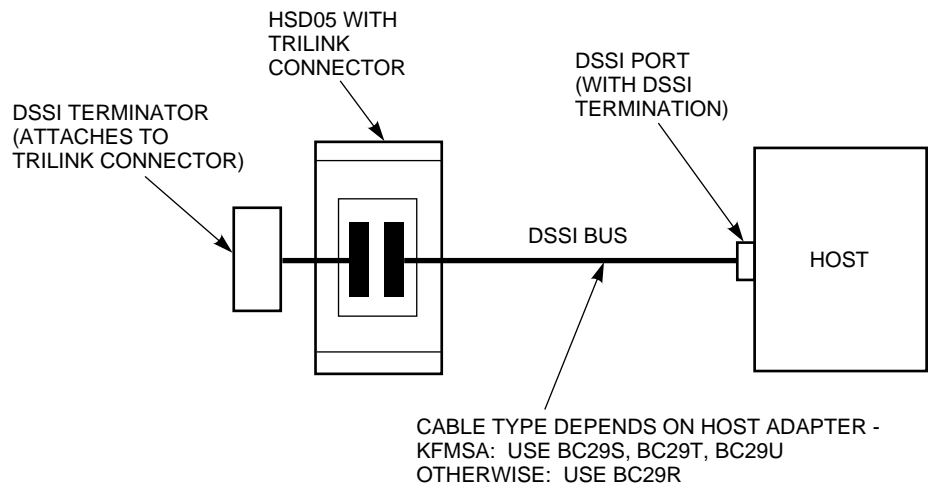 HSD05 WITH
TRILINK
CONNECTOR
DSSI PORT
(WITH DSSI
TERMINATION)
DSSI TERMINATOR
(ATTACHES TO
TRILINK CONNECTOR)
DSSI BUS
HOST
CABLE TYPE DEPENDS ON HOST ADAPTER -
KFMSA:  USE BC29S, BC29T, BC29U
OTHERWISE:  USE BC29R